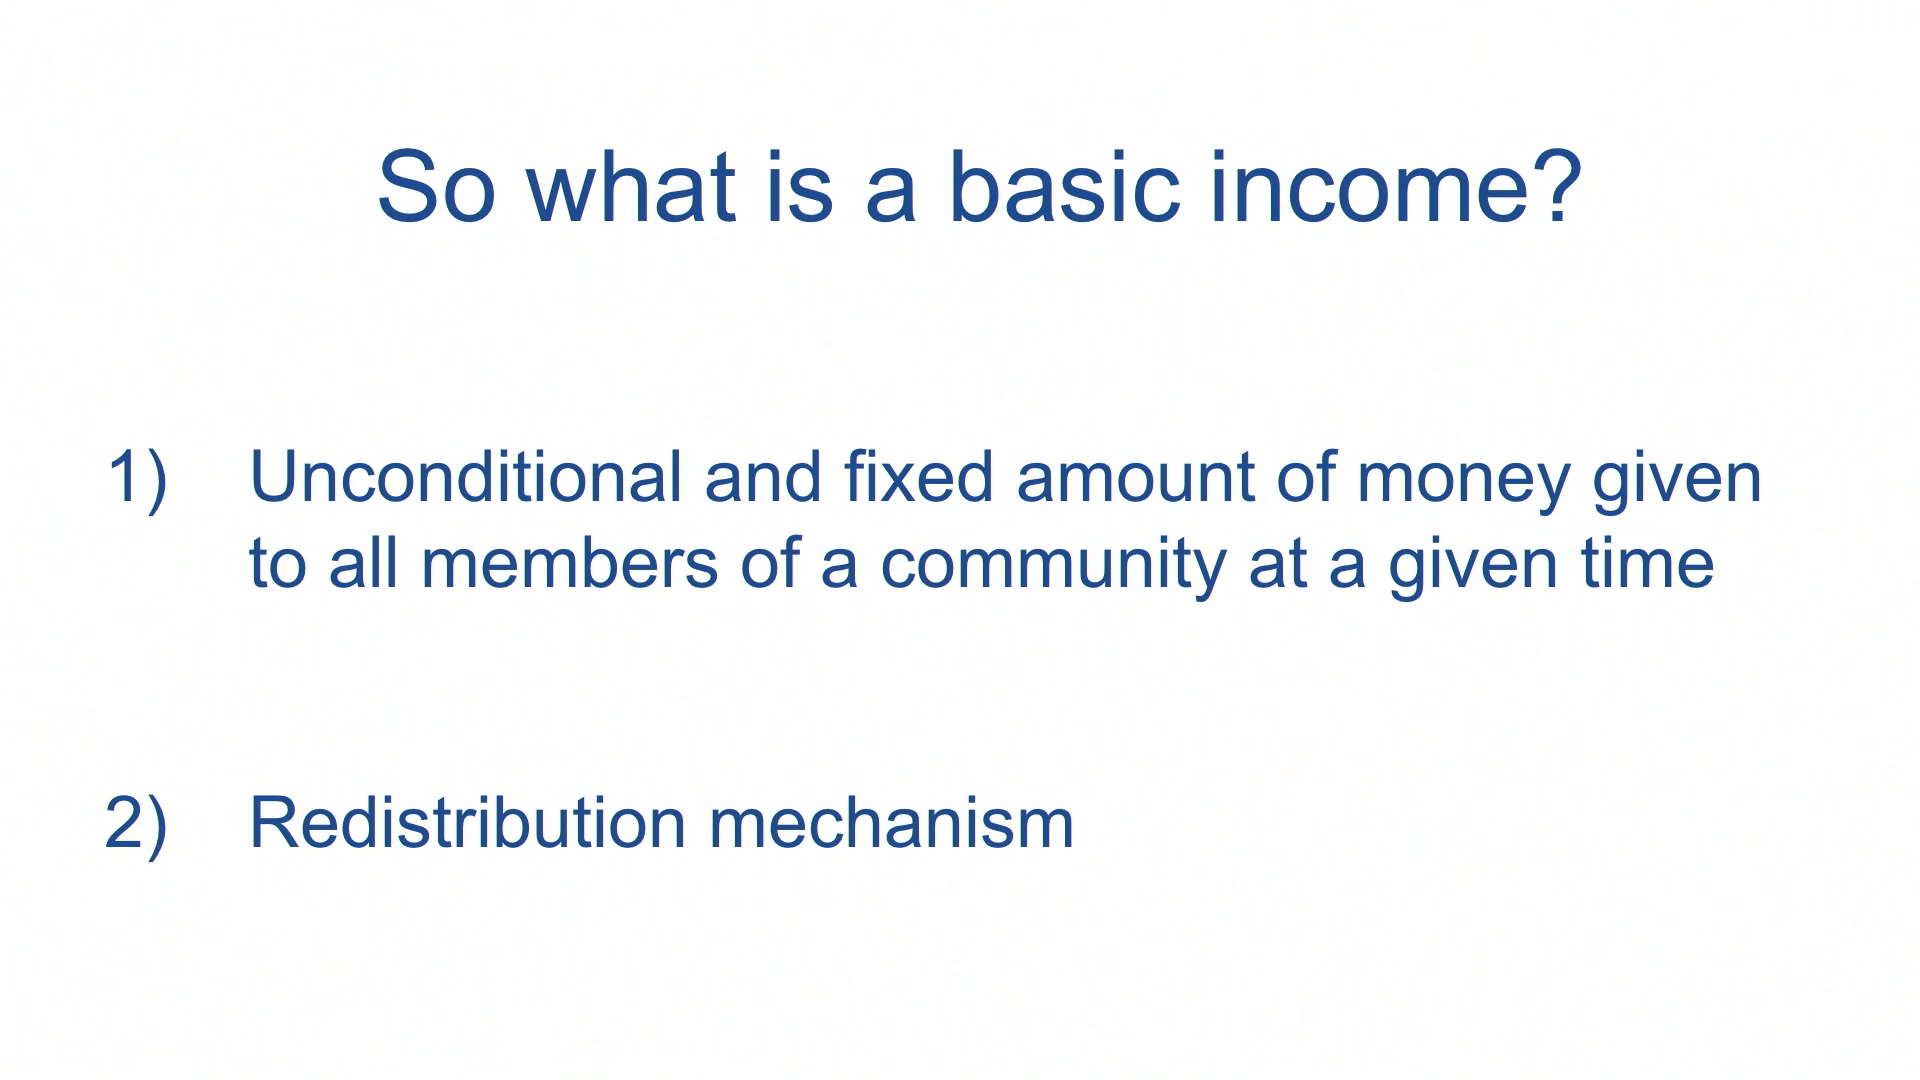 So what is a basic income?
1) Unconditional and fixed amount of money given
to all members of a community at a given time
2) Redistribution mechanism